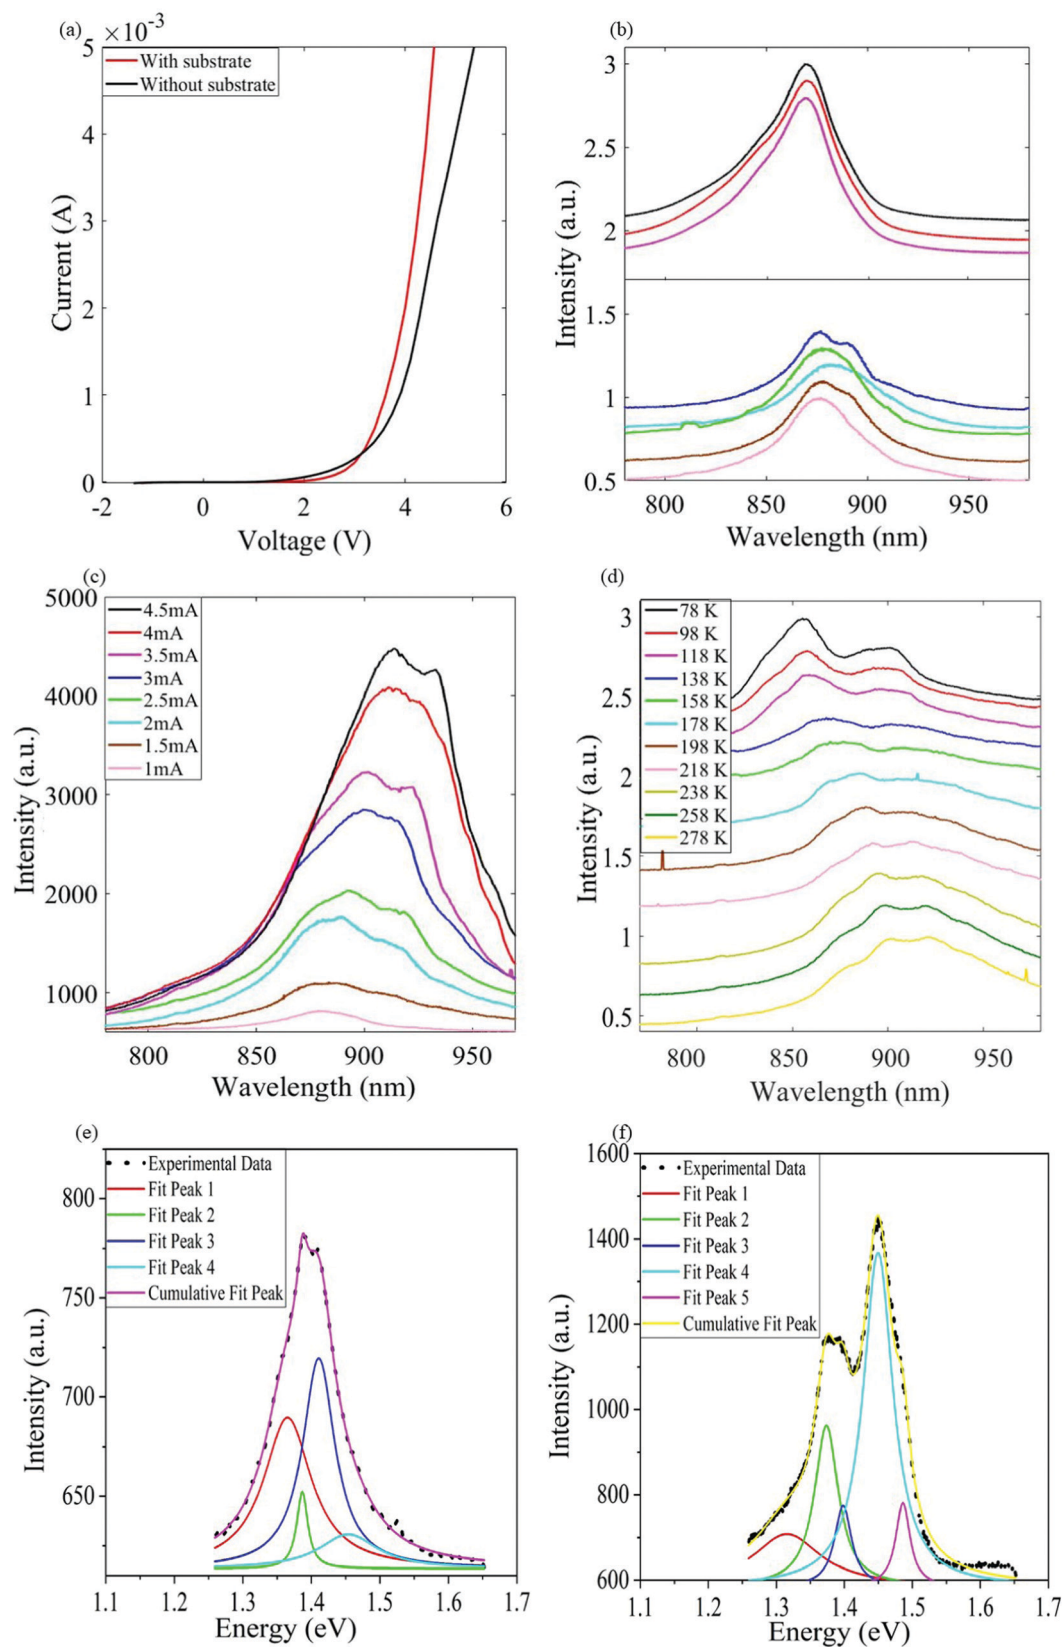 (a)
×10⁻³
With substrate
Without substrate
5
4
3
2
1
0
-2
0
2
4
6
Current (A)
Voltage (V)
(b)
3
2.5
2
1.5
1
0.5
800
850
900
950
Intensity (a.u.)
Wavelength (nm)
(c)
4.5mA
4mA
3.5mA
3mA
2.5mA
2mA
1.5mA
1mA
5000
4000
3000
2000
1000
800
850
900
950
Intensity (a.u.)
Wavelength (nm)
(d)
78 K
98 K
118 K
138 K
158 K
178 K
198 K
218 K
238 K
258 K
278 K
3
2.5
2
1.5
1
0.5
800
850
900
950
Intensity (a.u.)
Wavelength (nm)
(e)
Experimental Data
Fit Peak 1
Fit Peak 2
Fit Peak 3
Fit Peak 4
Cumulative Fit Peak
800
750
700
650
1.1
1.2
1.3
1.4
1.5
1.6
1.7
Intensity (a.u.)
Energy (eV)
(f)
Experimental Data
Fit Peak 1
Fit Peak 2
Fit Peak 3
Fit Peak 4
Fit Peak 5
Cumulative Fit Peak
1600
1400
1200
1000
800
600
1.1
1.2
1.3
1.4
1.5
1.6
1.7
Intensity (a.u.)
Energy (eV)